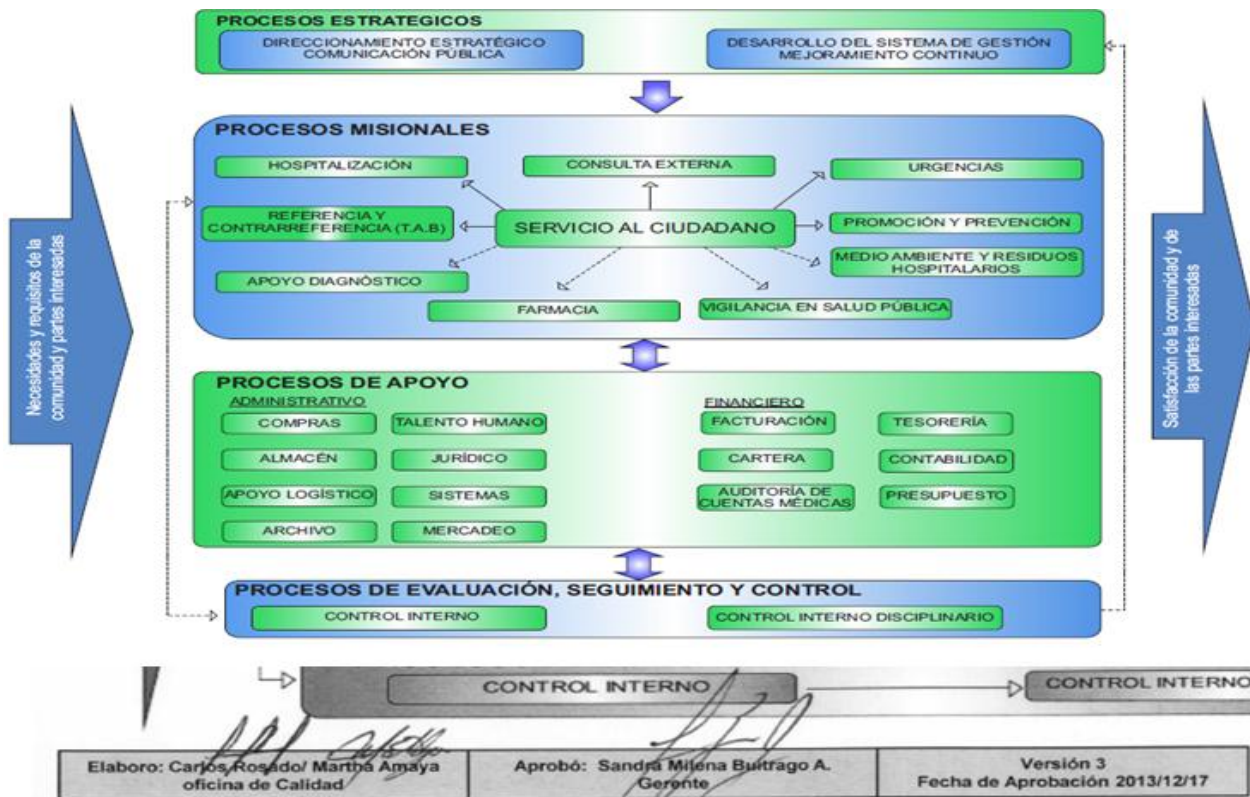 PROCESOS ESTRATEGICOS
DIRECCIONAMIENTO ESTRATÉGICO
COMUNICACIÓN PÚBLICA
DESARROLLO DEL SISTEMA DE GESTIÓN
MEJORAMIENTO CONTINUO
Necesidades y requisitos de la
comunidad y partes interesadas
PROCESOS MISIONALES
HOSPITALIZACIÓN
CONSULTA EXTERNA
URGENCIAS
REFERENCIA Y
CONTRARREFERENCIA (T.A.B)
SERVICIO AL CIUDADANO
PROMOCIÓN Y PREVENCIÓN
MEDIO AMBIENTE Y RESIDUOS
HOSPITALARIOS
APOYO DIAGNÓSTICO
FARMACIA
VIGILANCIA EN SALUD PÚBLICA
Satisfacción de la comunidad y de
las partes interesadas
PROCESOS DE APOYO
ADMINISTRATIVO
COMPRAS
TALENTO HUMANO
ALMACÉN
JURÍDICO
APOYO LOGÍSTICO
SISTEMAS
ARCHIVO
MERCADEO
FINANCIERO
FACTURACIÓN
TESORERÍA
CARTERA
CONTABILIDAD
AUDITORÍA DE
CUENTAS MÉDICAS
PRESUPUESTO
PROCESOS DE EVALUACIÓN, SEGUIMIENTO Y CONTROL
CONTROL INTERNO
CONTROL INTERNO DISCIPLINARIO
CONTROL INTERNO
CONTROL INTERNO
Elaboro: Carlos Rosado/ Martha Amaya
oficina de Calidad
Aprobó: Sandra Milena Buitrago A.
Gerente
Versión 3
Fecha de Aprobación 2013/12/17